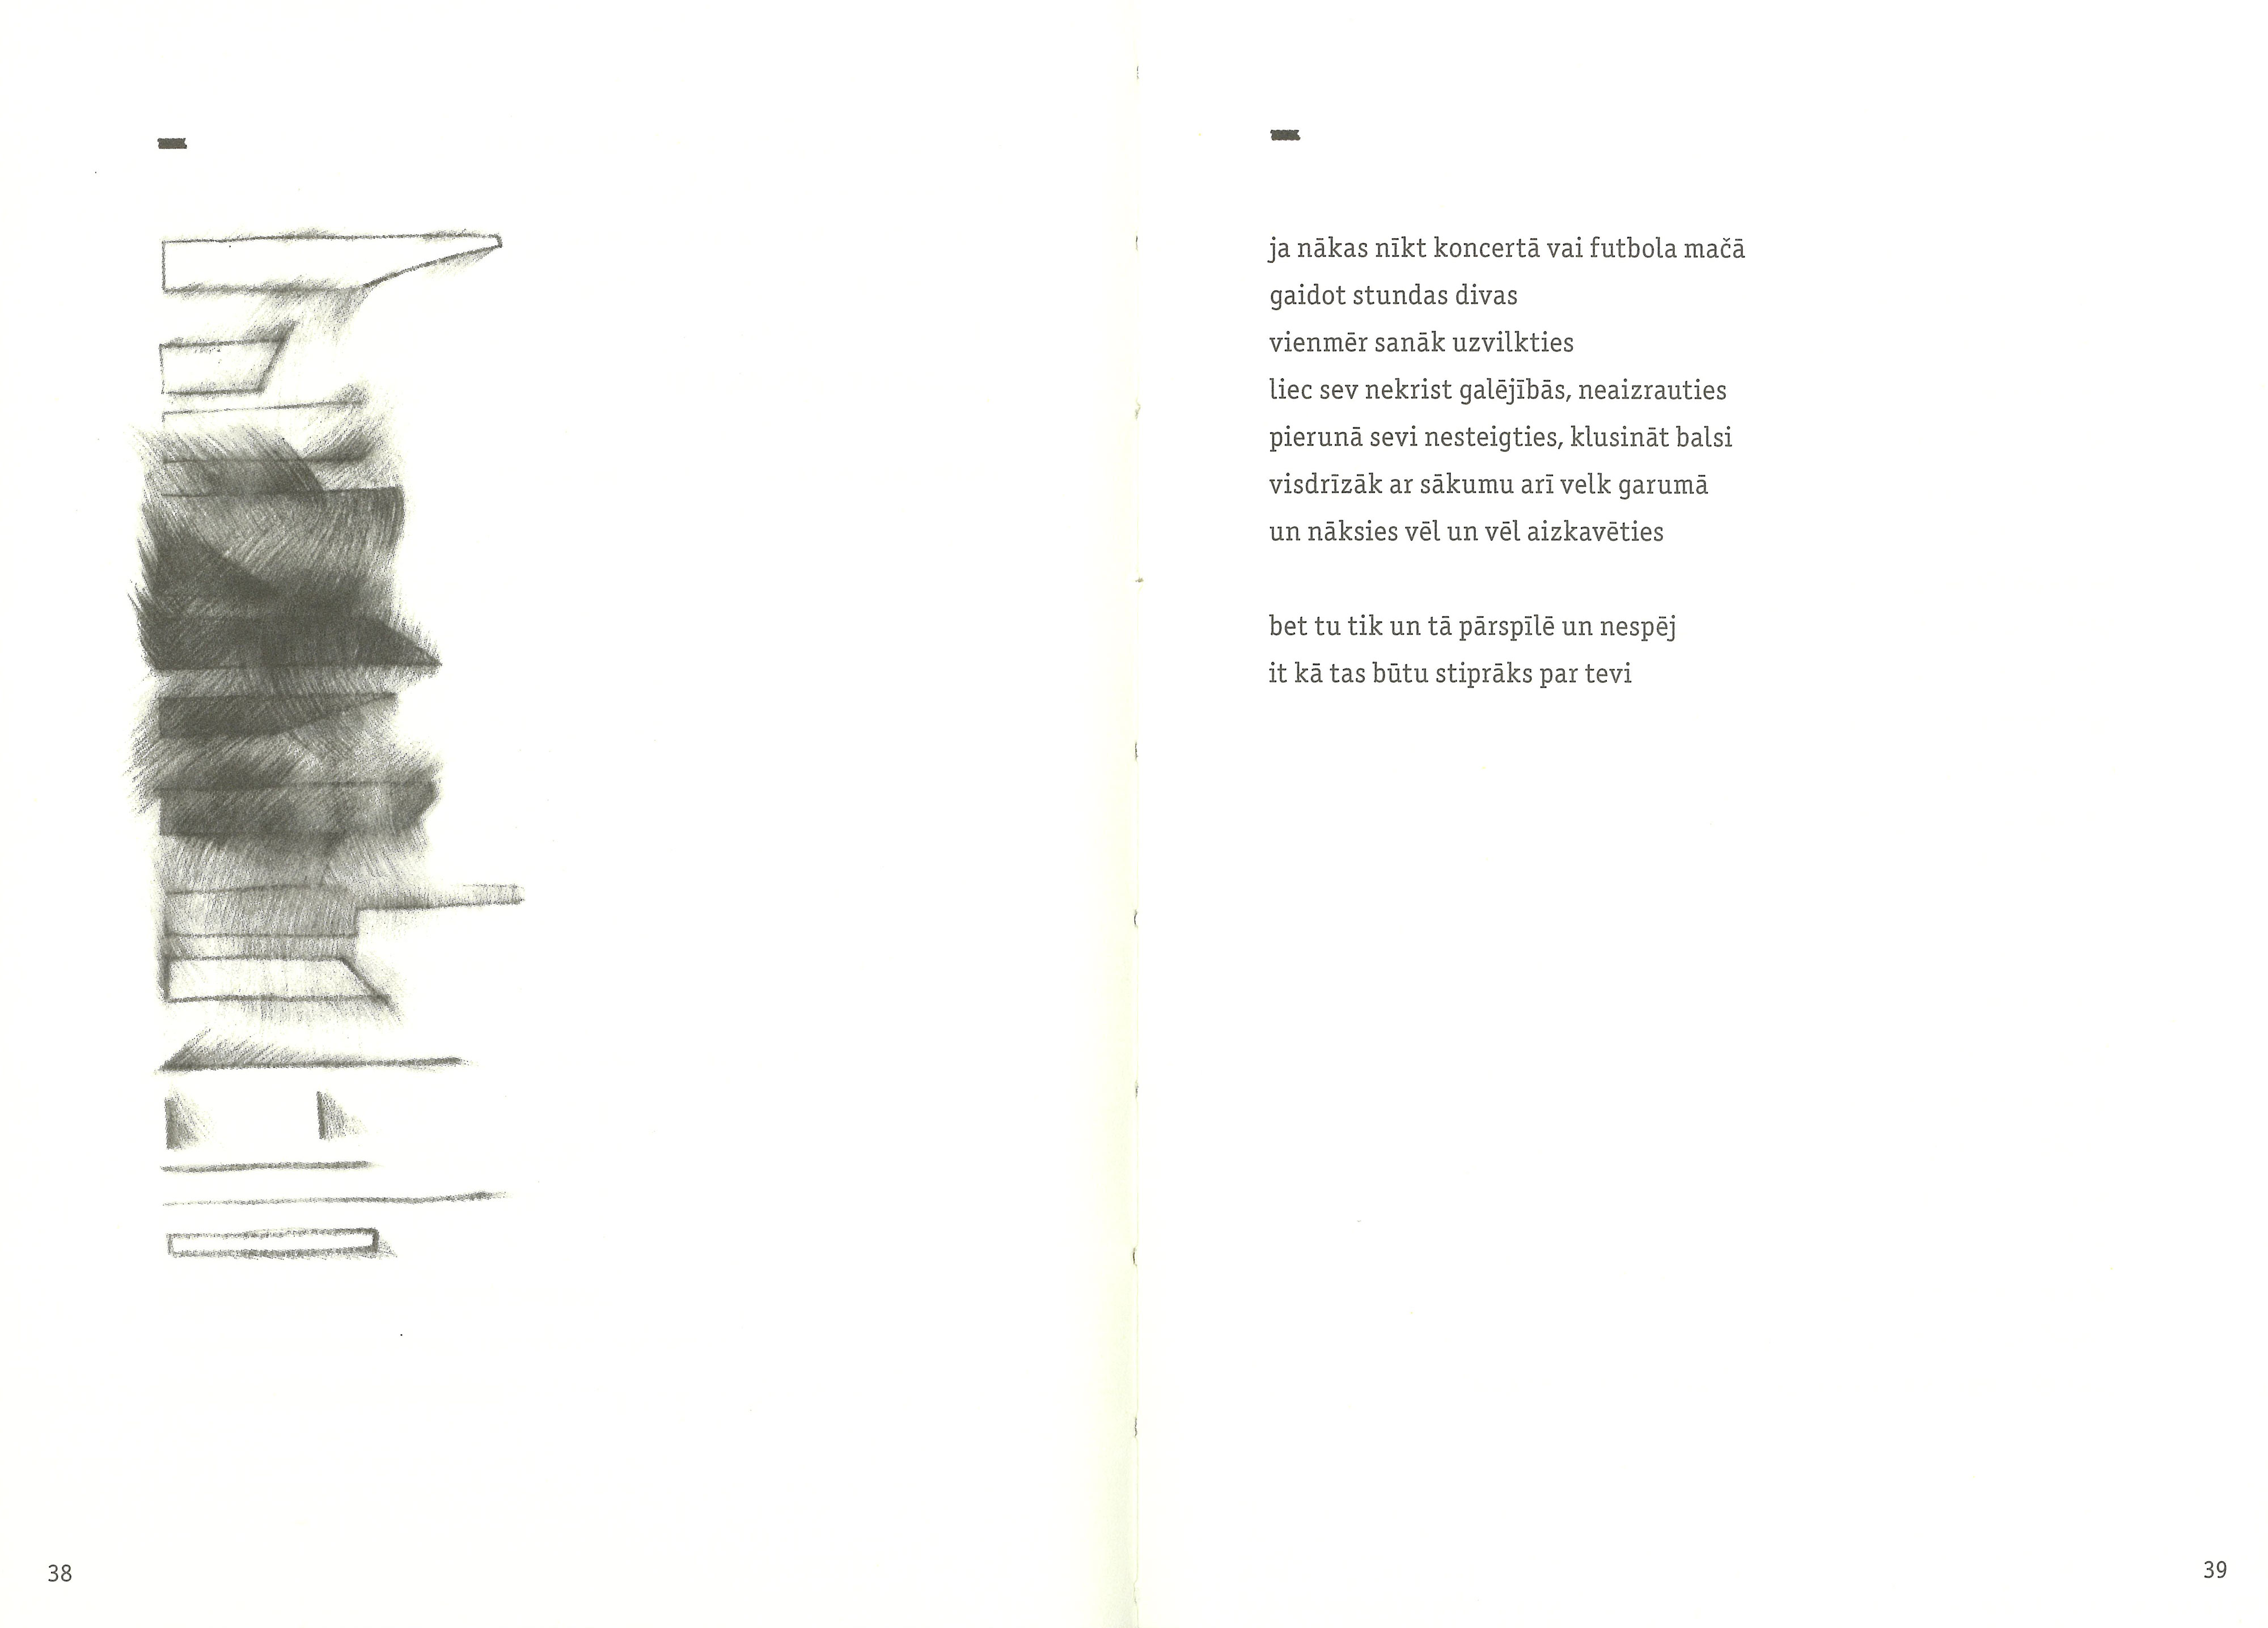 ja nākas nīkt koncertā vai futbola mačā
gaidot stundas divas
vienmēr sanāk uzvilkties
liec sev nekrist galējībās, neaizrauties
pierunā sevi nesteigties, klusināt balsi
visdrīzāk ar sākumu arī velk garumā
un nāksies vēl un vēl aizkavēties
bet tu tik un tā pārspīlē un nespēj
it kā tas būtu stiprāks par tevi
38
39